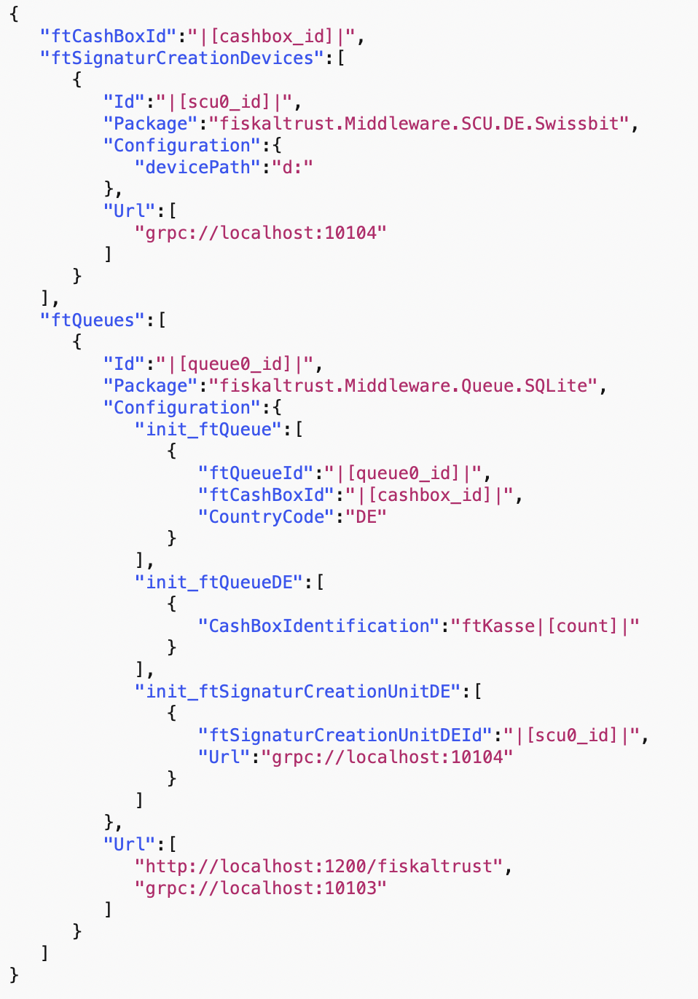 {
   "ftCashBoxId":"|[cashbox_id]|",
   "ftSignaturCreationDevices":[
      {
         "Id":"|[scu0_id]|",
         "Package":"fiskaltrust.Middleware.SCU.DE.Swissbit",
         "Configuration":{
            "devicePath":"d:"
         },
         "Url":[
            "grpc://localhost:10104"
         ]
      }
   ],
   "ftQueues":[
      {
         "Id":"|[queue0_id]|",
         "Package":"fiskaltrust.Middleware.Queue.SQLite",
         "Configuration":{
            "init_ftQueue":[
               {
                  "ftQueueId":"|[queue0_id]|",
                  "ftCashBoxId":"|[cashbox_id]|",
                  "CountryCode":"DE"
               }
            ],
            "init_ftQueueDE":[
               {
                  "CashBoxIdentification":"ftKasse|[count]|"
               }
            ],
            "init_ftSignaturCreationUnitDE":[
               {
                  "ftSignaturCreationUnitDEId":"|[scu0_id]|",
                  "Url":"grpc://localhost:10104"
               }
            ]
         },
         "Url":[
            "http://localhost:1200/fiskaltrust",
            "grpc://localhost:10103"
         ]
      }
   ]
}